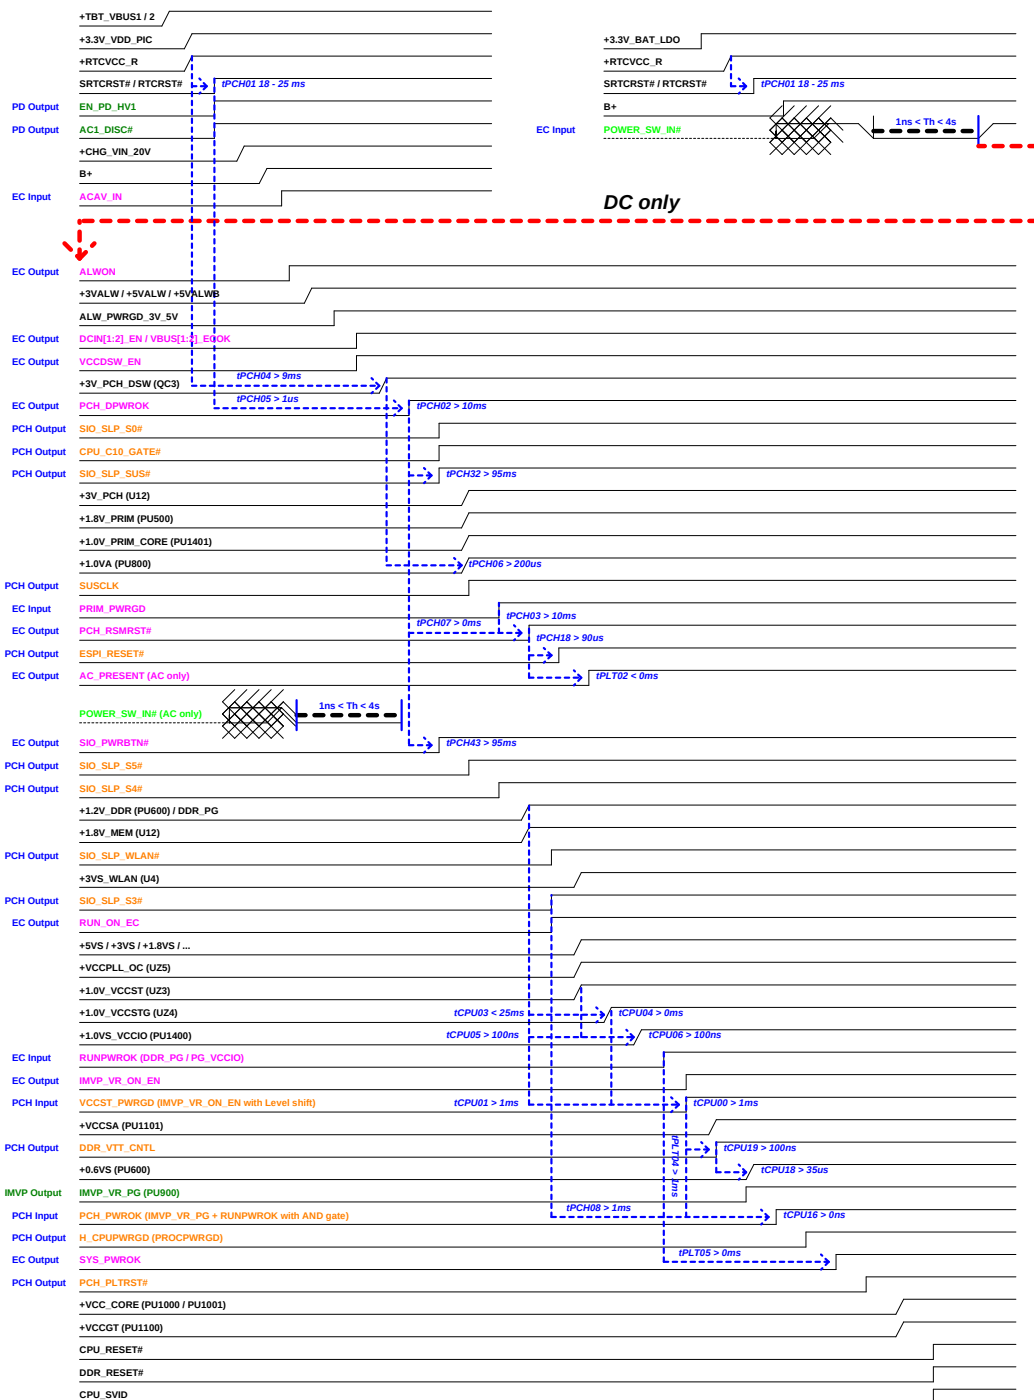 +TBT_VBUS1 / 2
+3.3V_VDD_PIC
+RTCVCC_R
SRTCRST# / RTCRST# tPCH01 18 - 25 ms
PD Output EN_PD_HV1
PD Output AC1_DISC#
+CHG_VIN_20V
B+
EC Input ACAV_IN
+3.3V_BAT_LDO
+RTCVCC_R
SRTCRST# / RTCRST# tPCH01 18 - 25 ms
B+
EC Input POWER_SW_IN# 1ns < Th < 4s
DC only
EC Output ALWON
+3VALW / +5VALW / +5VALWB
ALW_PWRGD_3V_5V
EC Output DCIN[1:2]_EN / VBUS[1:2]_ECOK
EC Output VCCDSW_EN
+3V_PCH_DSW (QC3) tPCH04 > 9ms
EC Output PCH_DPWROK tPCH05 > 1us tPCH02 > 10ms
PCH Output SIO_SLP_S0#
PCH Output CPU_C10_GATE#
PCH Output SIO_SLP_SUS# tPCH32 > 95ms
+3V_PCH (U12)
+1.8V_PRIM (PU500)
+1.0V_PRIM_CORE (PU1401)
+1.0VA (PU800) tPCH06 > 200us
PCH Output SUSCLK
EC Input PRIM_PWRGD tPCH03 > 10ms
EC Output PCH_RSMRST# tPCH07 > 0ms tPCH18 > 90us
PCH Output ESPI_RESET#
EC Output AC_PRESENT (AC only) tPLT02 < 0ms
POWER_SW_IN# (AC only) 1ns < Th < 4s
EC Output SIO_PWRBTN# tPCH43 > 95ms
PCH Output SIO_SLP_S5#
PCH Output SIO_SLP_S4#
+1.2V_DDR (PU600) / DDR_PG
+1.8V_MEM (U12)
PCH Output SIO_SLP_WLAN#
+3VS_WLAN (U4)
PCH Output SIO_SLP_S3#
EC Output RUN_ON_EC
+5VS / +3VS / +1.8VS / ...
+VCCPLL_OC (UZ5)
+1.0V_VCCST (UZ3)
+1.0V_VCCSTG (UZ4) tCPU03 < 25ms tCPU04 > 0ms
+1.0VS_VCCIO (PU1400) tCPU05 > 100ns tCPU06 > 100ns
EC Input RUNPWROK (DDR_PG / PG_VCCIO)
EC Output IMVP_VR_ON_EN
PCH Input VCCST_PWRGD (IMVP_VR_ON_EN with Level shift) tCPU01 > 1ms tCPU00 > 1ms
+VCCSA (PU1101)
PCH Output DDR_VTT_CNTL tPLT04 > 1ms tCPU19 > 100ns
+0.6VS (PU600) tCPU18 > 35us
IMVP Output IMVP_VR_PG (PU900)
PCH Input PCH_PWROK (IMVP_VR_PG + RUNPWROK with AND gate) tPCH08 > 1ms tCPU16 > 0ns
PCH Output H_CPUPWRGD (PROCPWRGD)
EC Output SYS_PWROK tPLT05 > 0ms
PCH Output PCH_PLTRST#
+VCC_CORE (PU1000 / PU1001)
+VCCGT (PU1100)
CPU_RESET#
DDR_RESET#
CPU_SVID